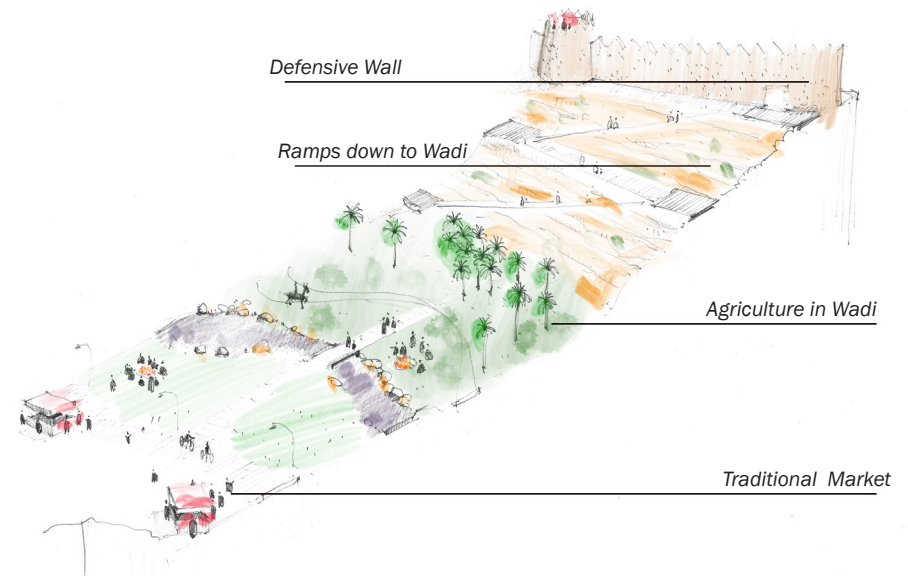 Defensive Wall
Ramps down to Wadi
Agriculture in Wadi
Traditional  Market